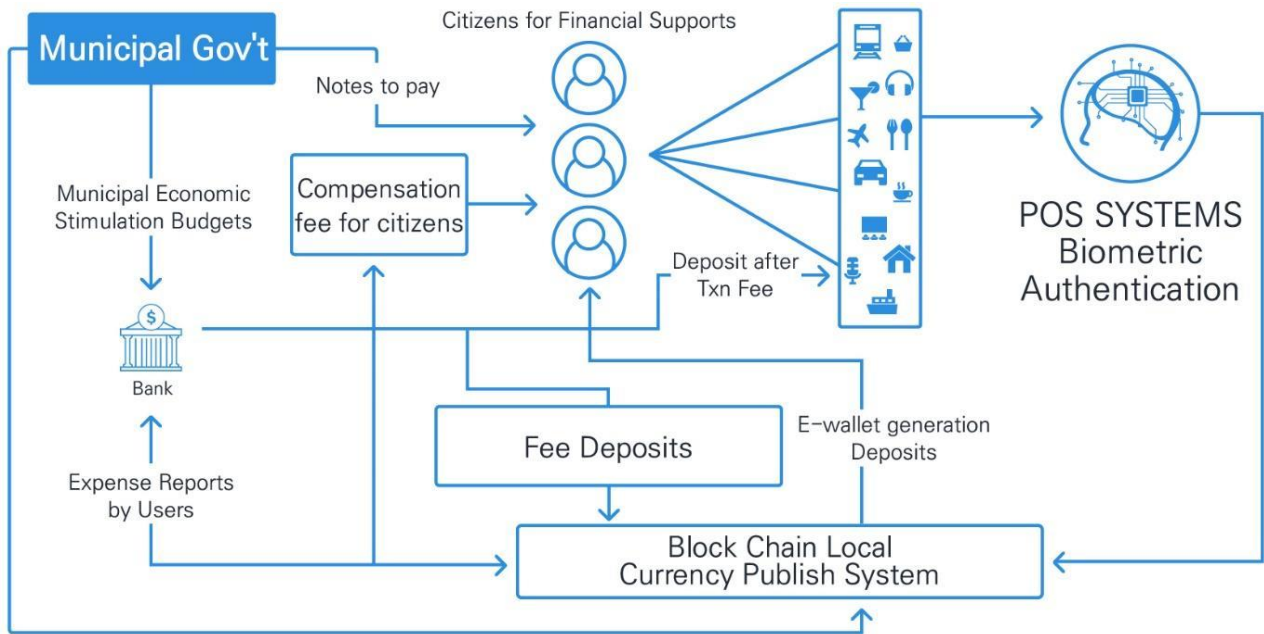 Citizens for Financial Supports
Municipal Gov't
Notes to pay
Municipal Economic
Stimulation Budgets
Compensation
fee for citizens
POS SYSTEMS
Biometric
Authentication
Deposit after
Txn Fee
$
Bank
Fee Deposits
E-wallet generation
Deposits
Expense Reports
by Users
Block Chain Local
Currency Publish System